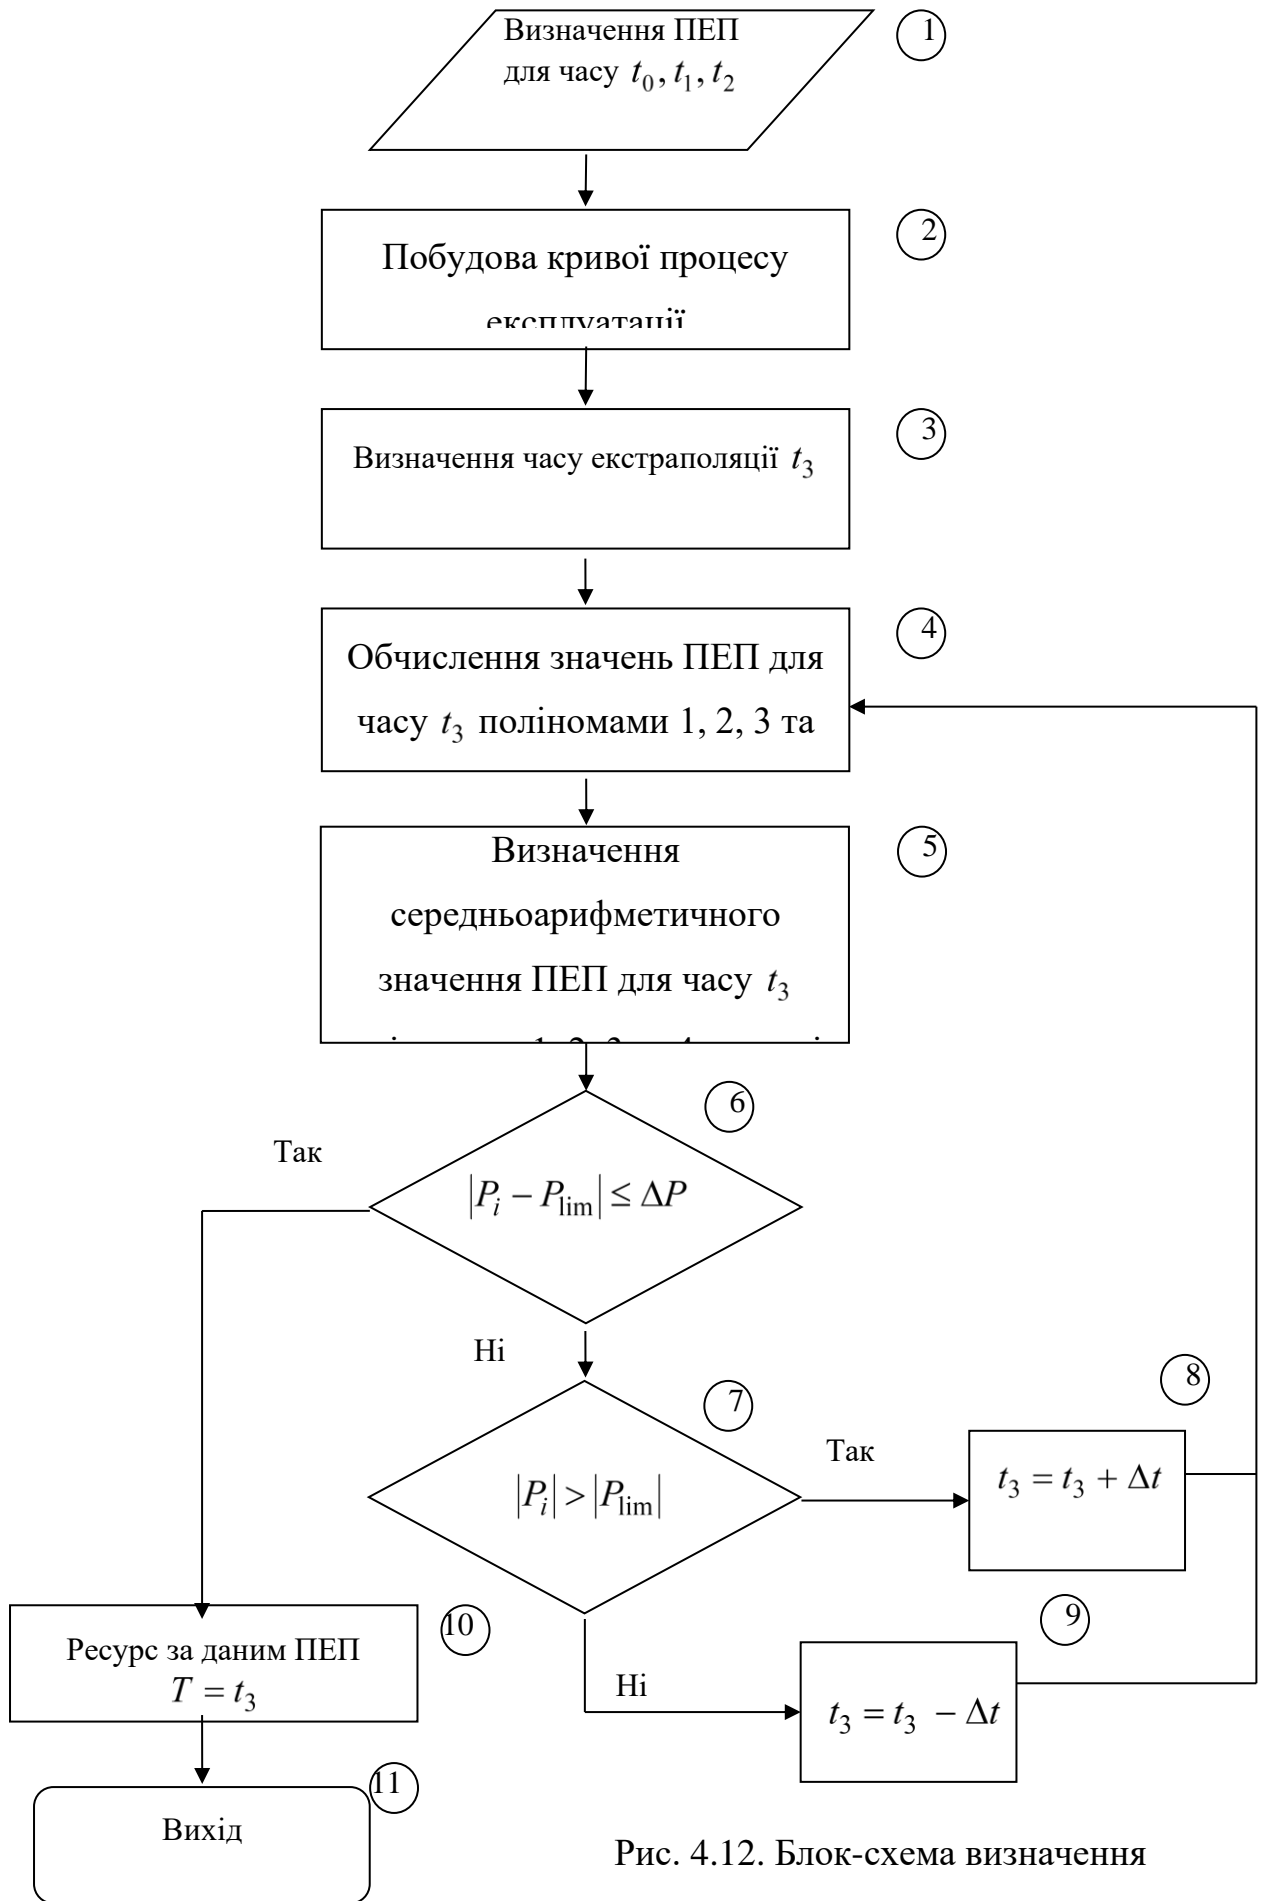 Визначення ПЕП
для часу t₀, t₁, t₂
1
Побудова кривої процесу
експлуатації
2
Визначення часу екстраполяції t₃
3
Обчислення значень ПЕП для
часу t₃ поліномами 1, 2, 3 та
4
Визначення
середньоарифметичного
значення ПЕП для часу t₃
5
6
Так
|Pᵢ − P_lim| ≤ ΔP
Ні
7
|Pᵢ| > |P_lim|
Так
8
t₃ = t₃ + Δt
Ні
9
t₃ = t₃ − Δt
10
Ресурс за даним ПЕП
T = t₃
11
Вихід
Рис. 4.12. Блок-схема визначення